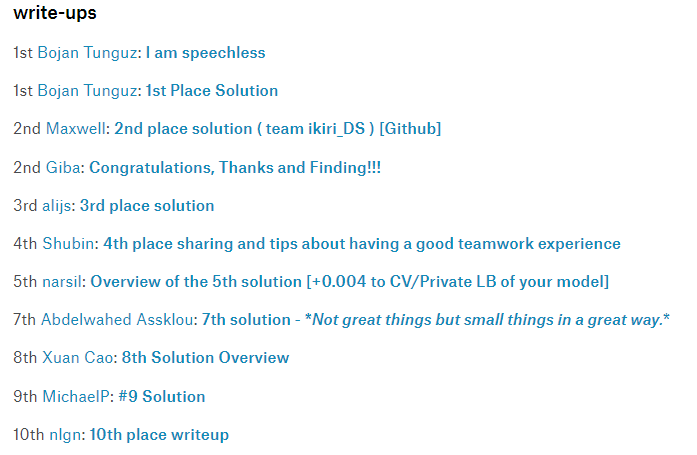 write-ups
1st Bojan Tunguz: I am speechless
1st Bojan Tunguz: 1st Place Solution
2nd Maxwell: 2nd place solution ( team ikiri_DS ) [Github]
2nd Giba: Congratulations, Thanks and Finding!!!
3rd alijs: 3rd place solution
4th Shubin: 4th place sharing and tips about having a good teamwork experience
5th narsil: Overview of the 5th solution [+0.004 to CV/Private LB of your model]
7th Abdelwahed Assklou: 7th solution - *Not great things but small things in a great way.*
8th Xuan Cao: 8th Solution Overview
9th MichaelP: #9 Solution
10th nlgn: 10th place writeup